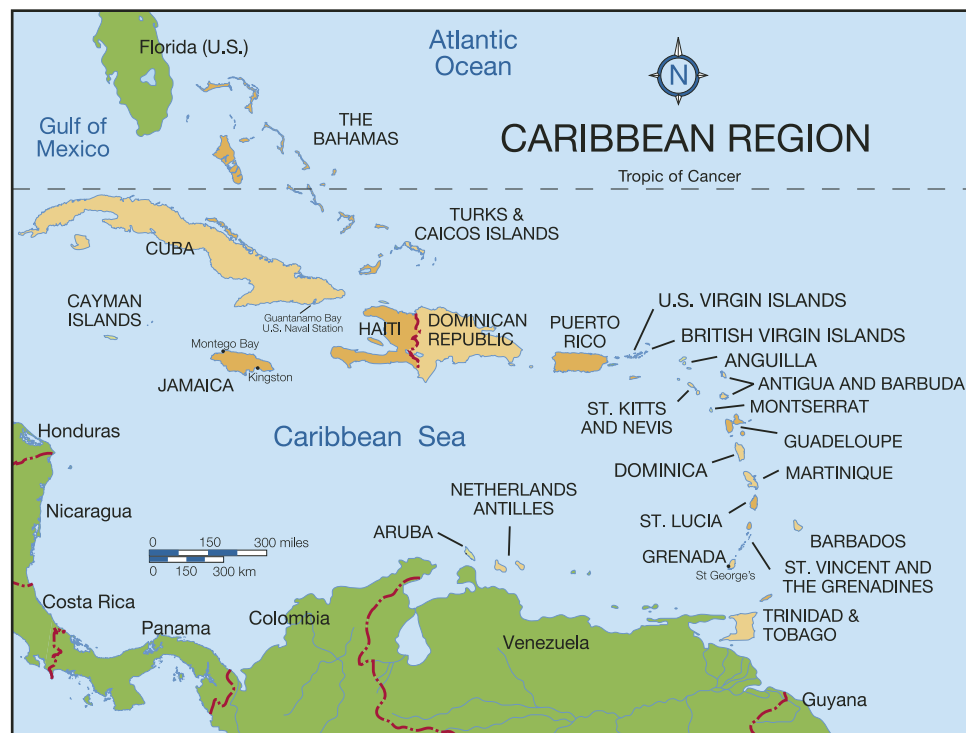 Florida (U.S.)
Atlantic
Ocean
N
Gulf of
Mexico
THE
BAHAMAS
CARIBBEAN REGION
Tropic of Cancer
TURKS &
CAICOS ISLANDS
CUBA
CAYMAN
ISLANDS
Guantanamo Bay
U.S. Naval Station
HAITI
DOMINICAN
REPUBLIC
PUERTO
RICO
U.S. VIRGIN ISLANDS
BRITISH VIRGIN ISLANDS
ANGUILLA
Montego Bay
Kingston
JAMAICA
ANTIGUA AND BARBUDA
ST. KITTS
AND NEVIS
MONTSERRAT
Honduras
Caribbean Sea
GUADELOUPE
DOMINICA
MARTINIQUE
NETHERLANDS
ANTILLES
Nicaragua
ST. LUCIA
ARUBA
BARBADOS
0 150 300 miles
0 150 300 km
GRENADA
St George's
ST. VINCENT AND
THE GRENADINES
Costa Rica
Panama
Colombia
Venezuela
TRINIDAD &
TOBAGO
Guyana